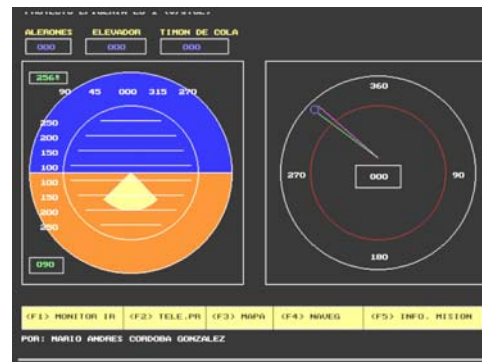 ALERONES ELEVADOR TIMON DE COLA
000 000 000
256
90 45 000 315 270
360
250
200
150
100
100
150
200
250
270 000 90
090
180
<F1> MONITOR IR <F2> TELE.PR <F3> MAPA <F4> NAVEG <F5> INFO. MISION
POR: MARIO ANDRES CORDOBA GONZALEZ